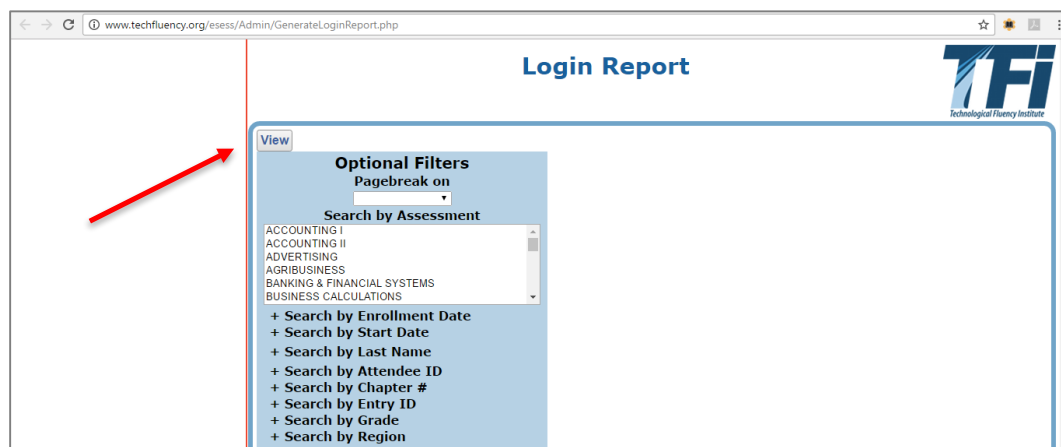 www.techfluency.org/esess/Admin/GenerateLoginReport.php
Login Report
TFi
Technological Fluency Institute
View
Optional Filters
Pagebreak on
Search by Assessment
ACCOUNTING I
ACCOUNTING II
ADVERTISING
AGRIBUSINESS
BANKING & FINANCIAL SYSTEMS
BUSINESS CALCULATIONS
+ Search by Enrollment Date
+ Search by Start Date
+ Search by Last Name
+ Search by Attendee ID
+ Search by Chapter #
+ Search by Entry ID
+ Search by Grade
+ Search by Region